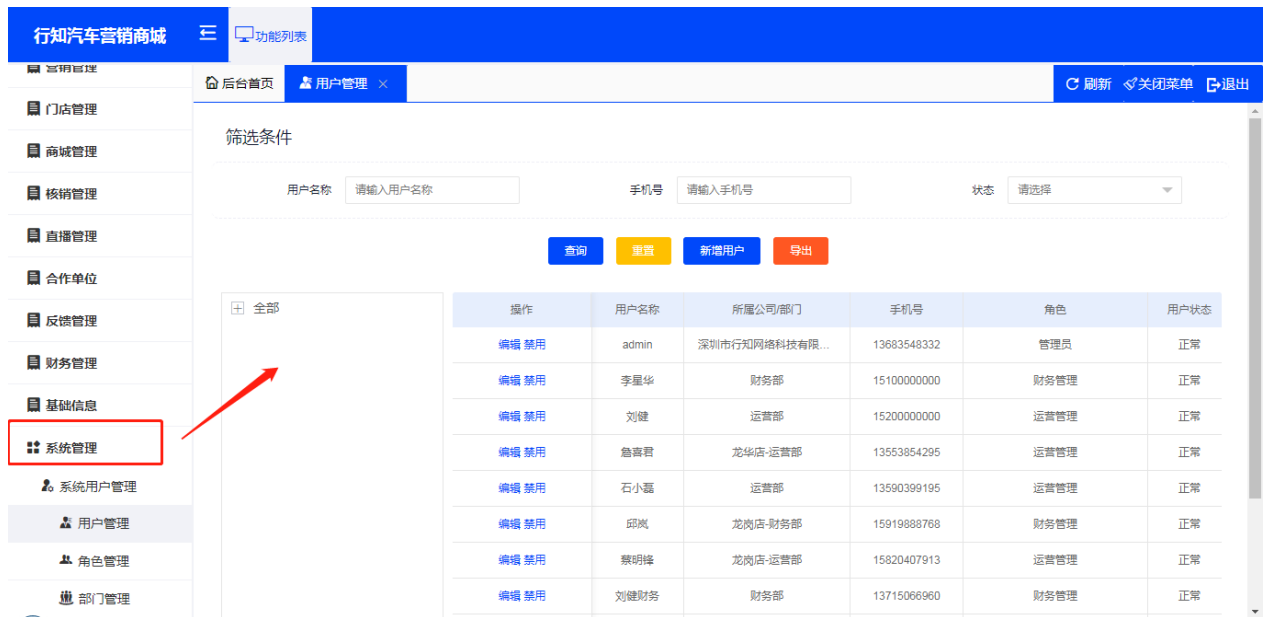 行知汽车营销商城
功能列表
营销管理
门店管理
商城管理
核销管理
直播管理
合作单位
反馈管理
财务管理
基础信息
系统管理
系统用户管理
用户管理
角色管理
部门管理
后台首页 用户管理 ×
刷新 关闭菜单 退出
筛选条件
用户名称 请输入用户名称 手机号 请输入手机号 状态 请选择
查询 重置 新增用户 导出
全部
操作 用户名称 所属公司/部门 手机号 角色 用户状态
编辑 禁用 admin 深圳市行知网络科技有限... 13683548332 管理员 正常
编辑 禁用 李星华 财务部 15100000000 财务管理 正常
编辑 禁用 刘健 运营部 15200000000 运营管理 正常
编辑 禁用 詹喜君 龙华店-运营部 13553854295 运营管理 正常
编辑 禁用 石小磊 运营部 13590399195 运营管理 正常
编辑 禁用 邱岚 龙岗店-财务部 15919888768 财务管理 正常
编辑 禁用 蔡明锋 龙岗店-运营部 15820407913 运营管理 正常
编辑 禁用 刘健财务 财务部 13715066960 财务管理 正常